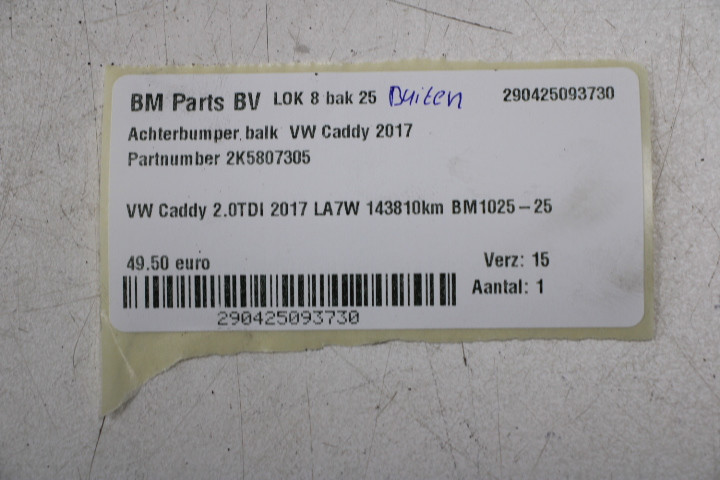 BM Parts BV LOK 8 bak 25 Buiten 290425093730
Achterbumper balk VW Caddy 2017
Partnumber 2K5807305
VW Caddy 2.0TDI 2017 LA7W 143810km BM1025-25
49.50 euro Verz: 15
Aantal: 1
290425093730